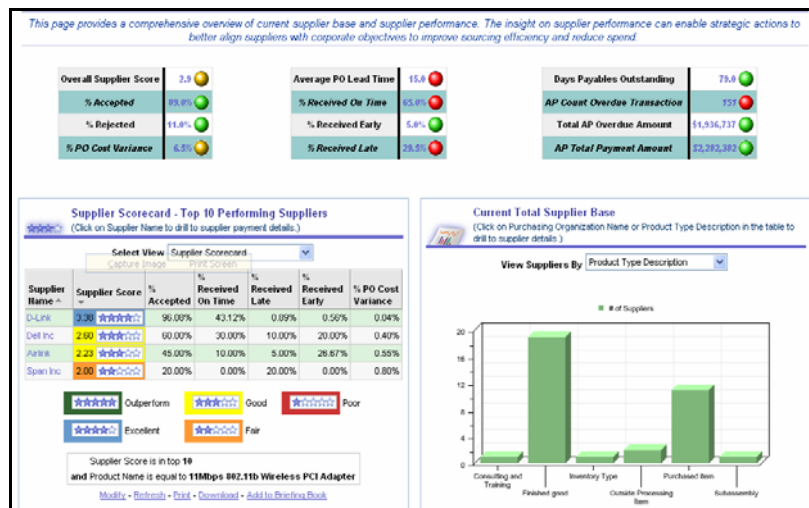 This page provides a comprehensive overview of current supplier base and supplier performance. The insight on supplier performance can enable strategic actions to
better align suppliers with corporate objectives to improve sourcing efficiency and reduce spend.
Overall Supplier Score 2.9
% Accepted 89.0%
% Rejected 11.0%
% PO Cost Variance 6.5%
Average PO Lead Time 15.0
% Received On Time 65.0%
% Received Early 5.0%
% Received Late 29.5%
Days Payables Outstanding 79.0
AP Count Overdue Transaction 151
Total AP Overdue Amount $1,936,737
AP Total Payment Amount $2,202,302
Supplier Scorecard - Top 10 Performing Suppliers
(Click on Supplier Name to drill to supplier payment details.)
Select View Supplier Scorecard
Capture Image Print Screen
Supplier Name Supplier Score % Accepted % Received On Time % Received Late % Received Early % PO Cost Variance
D-Link 3.30 96.08% 43.12% 0.89% 0.56% 0.04%
Dell Inc 2.60 60.00% 30.00% 10.00% 20.00% 0.40%
Airlink 2.23 45.00% 10.00% 5.00% 26.67% 0.55%
Span Inc 2.00 20.00% 0.00% 20.00% 0.00% 0.80%
Outperform Good Poor
Excellent Fair
Supplier Score is in top 10
and Product Name is equal to 11Mbps 802.11b Wireless PCI Adapter
Modify - Refresh - Print - Download - Add to Briefing Book
Current Total Supplier Base
(Click on Purchasing Organization Name or Product Type Description in the table to
drill to supplier details.)
View Suppliers By Product Type Description
# of Suppliers
20
16
12
8
4
0
Consulting and Training
Finished good
Inventory Type
Outside Processing Item
Purchased item
Subassembly